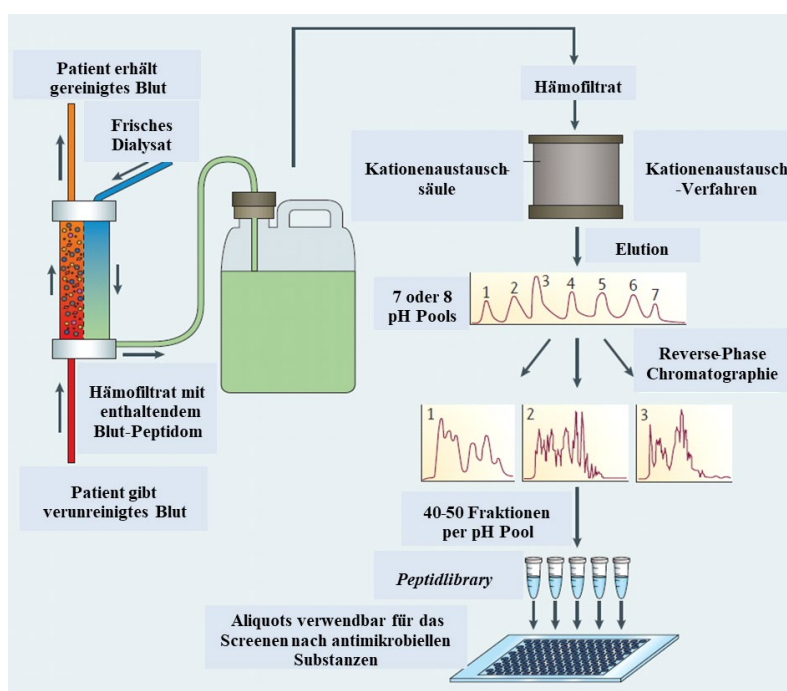 Patient erhält
gereinigtes Blut
Frisches
Dialysat
Hämofiltrat mit
enthaltendem
Blut-Peptidom
Patient gibt
verunreinigtes Blut
Hämofiltrat
Kationenaustausch-
säule
Kationenaustausch
-Verfahren
Elution
7 oder 8
pH Pools
1 2 3 4 5 6 7
Reverse-Phase
Chromatographie
1
2
3
40-50 Fraktionen
per pH Pool
Peptidlibrary
Aliquots verwendbar für das
Screenen nach antimikrobiellen
Substanzen